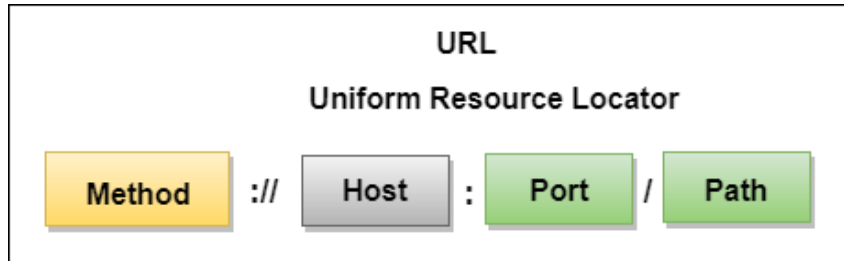 URL
Uniform Resource Locator
Method :// Host : Port / Path